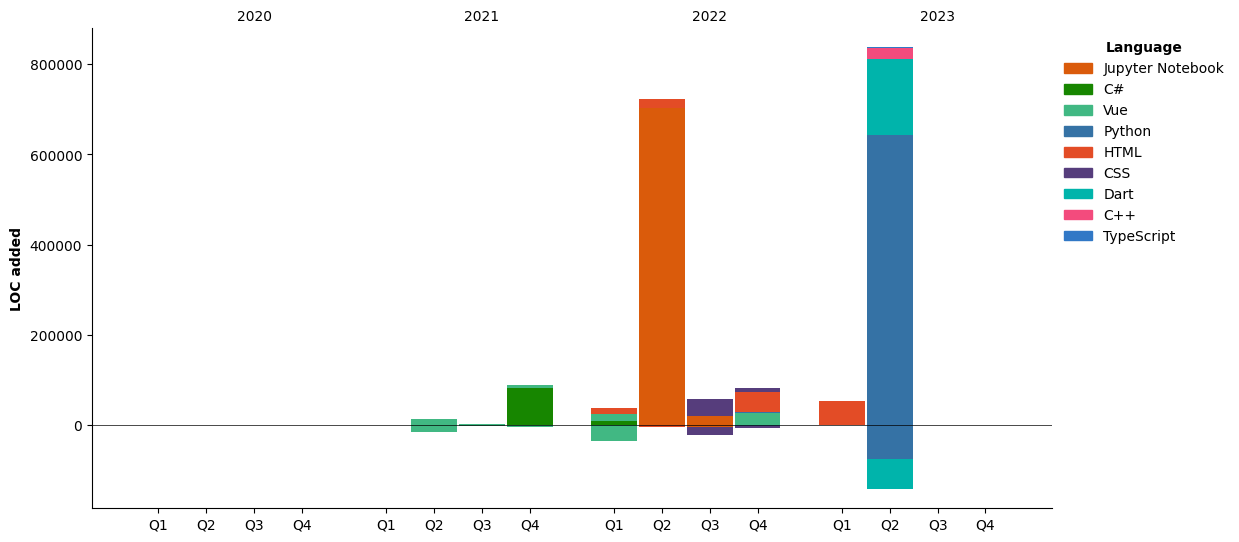 2020 2021 2022 2023
Language
Jupyter Notebook
C#
Vue
Python
HTML
CSS
Dart
C++
TypeScript
LOC added
800000
600000
400000
200000
0
Q1 Q2 Q3 Q4 Q1 Q2 Q3 Q4 Q1 Q2 Q3 Q4 Q1 Q2 Q3 Q4